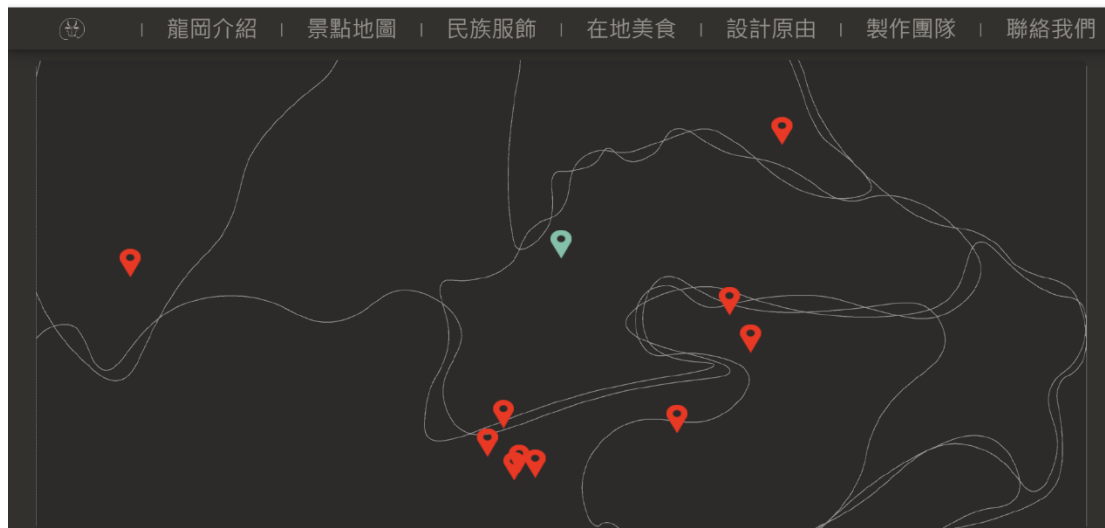 | 龍岡介紹 | 景點地圖 | 民族服飾 | 在地美食 | 設計原由 | 製作團隊 | 聯絡我們